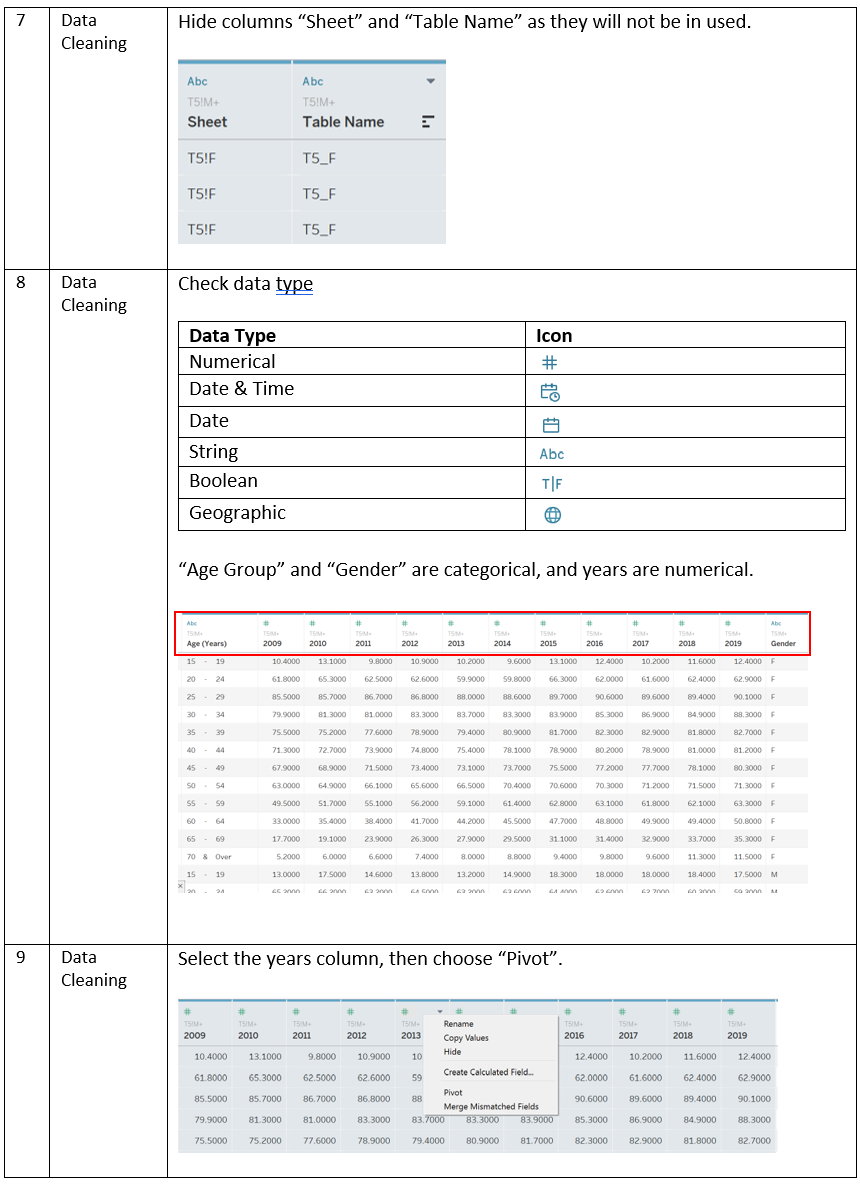 7 Data Cleaning Hide columns “Sheet” and “Table Name” as they will not be in used.
Abc Abc
T5!M+ T5!M+
Sheet Table Name
T5!F T5_F
T5!F T5_F
T5!F T5_F
8 Data Cleaning Check data type
Data Type Icon
Numerical #
Date & Time
Date
String Abc
Boolean T|F
Geographic
“Age Group” and “Gender” are categorical, and years are numerical.
Abc # # # # # # # # # # # Abc
T5!M+ T5!M+ T5!M+ T5!M+ T5!M+ T5!M+ T5!M+ T5!M+ T5!M+ T5!M+ T5!M+ T5!M+ T5!M+
Age (Years) 2009 2010 2011 2012 2013 2014 2015 2016 2017 2018 2019 Gender
15 - 19 10.4000 13.1000 9.8000 10.9000 10.2000 9.6000 13.1000 12.4000 10.2000 11.6000 12.4000 F
20 - 24 61.8000 65.3000 62.5000 62.6000 59.9000 59.8000 66.3000 62.0000 61.6000 62.4000 62.9000 F
25 - 29 85.5000 85.7000 86.7000 86.8000 88.0000 88.6000 89.7000 90.6000 89.6000 89.4000 90.1000 F
30 - 34 79.9000 81.3000 81.0000 83.3000 83.7000 83.3000 83.9000 85.3000 86.9000 84.9000 88.3000 F
35 - 39 75.5000 75.2000 77.6000 78.9000 79.4000 80.9000 81.7000 82.3000 82.9000 81.8000 82.7000 F
40 - 44 71.3000 72.7000 73.9000 74.8000 75.4000 78.1000 78.9000 80.2000 78.9000 81.0000 81.2000 F
45 - 49 67.9000 68.9000 71.5000 73.4000 73.1000 73.7000 75.5000 77.2000 77.7000 78.1000 80.3000 F
50 - 54 63.0000 64.9000 66.1000 65.6000 66.5000 70.4000 70.6000 70.3000 71.2000 71.5000 71.3000 F
55 - 59 49.5000 51.7000 55.1000 56.2000 59.1000 61.4000 62.8000 63.1000 61.8000 62.1000 63.3000 F
60 - 64 33.0000 35.4000 38.4000 41.7000 44.2000 45.5000 47.7000 48.8000 49.9000 49.4000 50.8000 F
65 - 69 17.7000 19.1000 23.9000 26.3000 27.9000 29.5000 31.1000 31.4000 32.9000 33.7000 35.3000 F
70 & Over 5.2000 6.0000 6.6000 7.4000 8.0000 8.8000 9.4000 9.8000 9.6000 11.3000 11.5000 F
15 - 19 13.0000 17.5000 14.6000 13.8000 13.2000 14.9000 18.3000 18.0000 18.0000 18.4000 17.5000 M
9 Data Cleaning Select the years column, then choose “Pivot”.
# # # # # # # # # # #
T5!M+ T5!M+ T5!M+ T5!M+ T5!M+ T5!M+ T5!M+ T5!M+ T5!M+
2009 2010 2011 2012 2013 2016 2017 2018 2019
Rename
Copy Values
Hide
Create Calculated Field...
Pivot
Merge Mismatched Fields
10.4000 13.1000 9.8000 10.9000 10 12.4000 10.2000 11.6000 12.4000
61.8000 65.3000 62.5000 62.6000 59 62.0000 61.6000 62.4000 62.9000
85.5000 85.7000 86.7000 86.8000 88 90.6000 89.6000 89.4000 90.1000
79.9000 81.3000 81.0000 83.3000 83.7000 83.3000 83.9000 85.3000 86.9000 84.9000 88.3000
75.5000 75.2000 77.6000 78.9000 79.4000 80.9000 81.7000 82.3000 82.9000 81.8000 82.7000